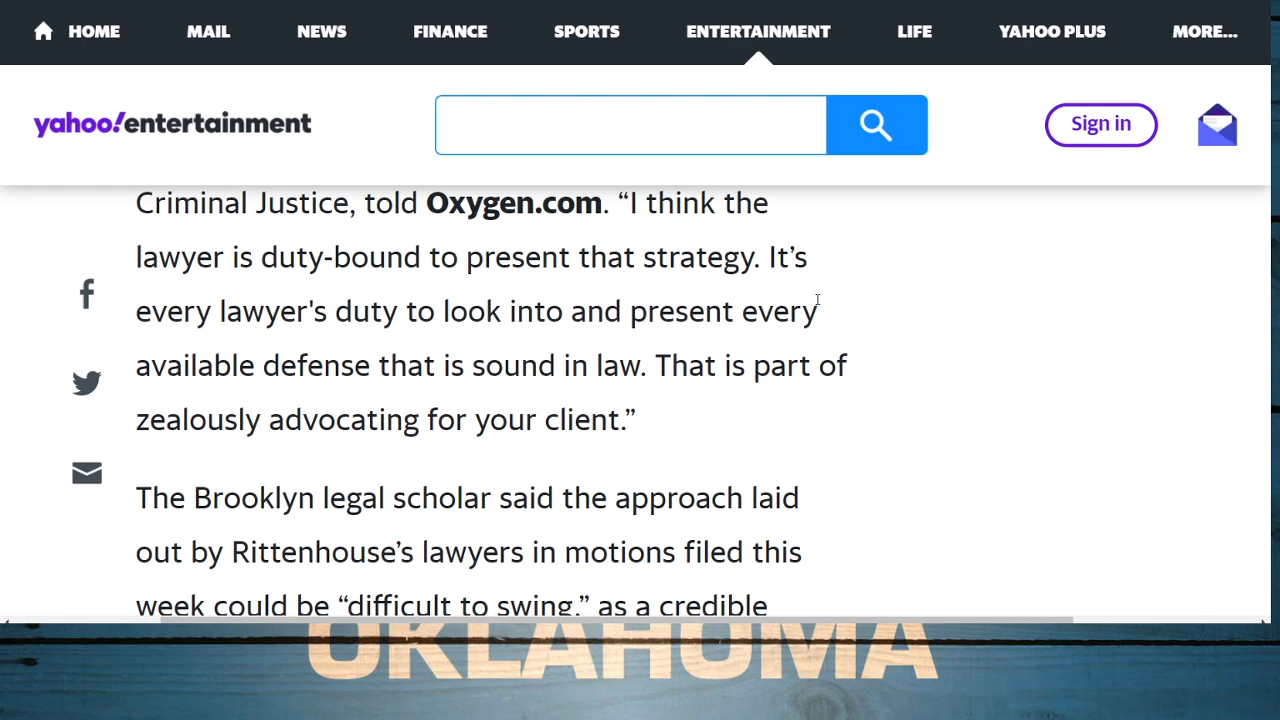 HOME MAIL NEWS FINANCE SPORTS ENTERTAINMENT LIFE YAHOO PLUS MORE...
yahoo!entertainment Sign in
Criminal Justice, told Oxygen.com. “I think the
lawyer is duty-bound to present that strategy. It’s
every lawyer's duty to look into and present every
available defense that is sound in law. That is part of
zealously advocating for your client.”
The Brooklyn legal scholar said the approach laid
out by Rittenhouse’s lawyers in motions filed this
week could be “difficult to swing,” as a credible
OKLAHOMA